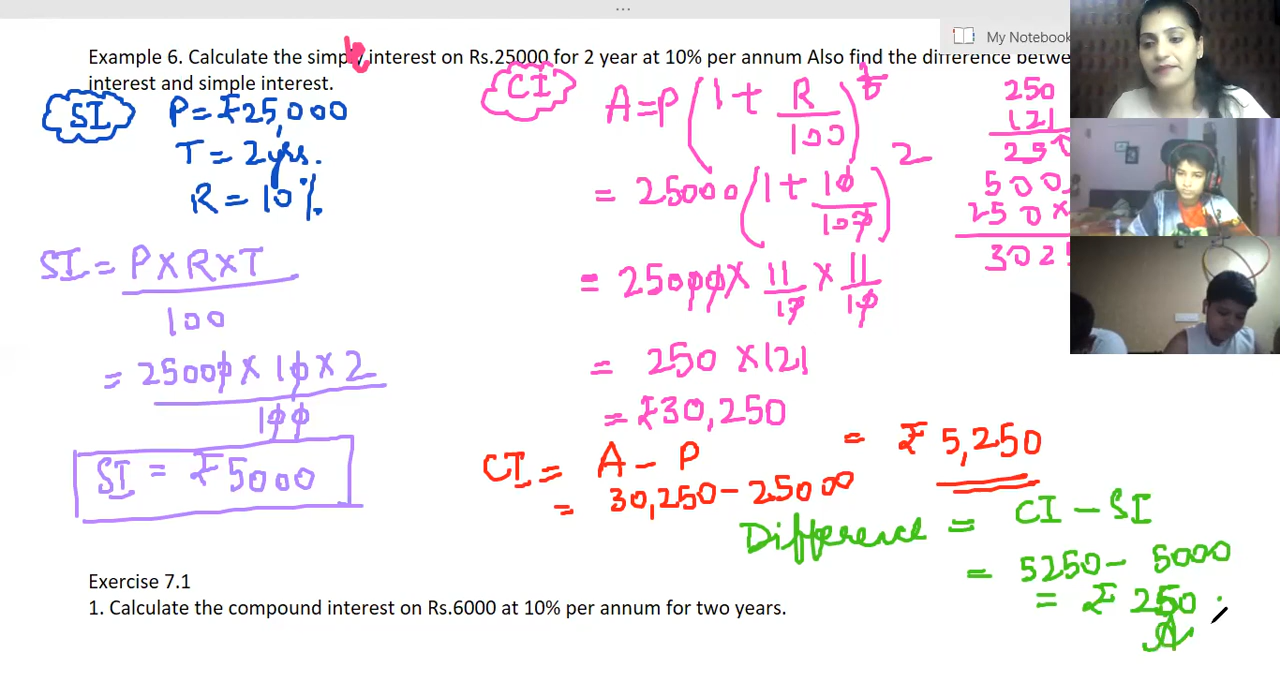 ...
My Notebook
Example 6. Calculate the simply interest on Rs.25000 for 2 year at 10% per annum Also find the difference betwe
interest and simple interest.
SI
P = ₹25,000
T = 2yrs.
R = 10%
SI = P X R X T
100
= 25000 X 10 X 2
100
SI = ₹5000
CI
A = P (1 + R/100)^t
= 25000 (1 + 10/100)^2
= 25000 X 11/10 X 11/10
= 250 X 121
= ₹30,250
250
121
250
500
250 X
3025
CI = A - P
= 30,250 - 25000
= ₹5,250
Difference = CI - SI
= 5250 - 5000
= ₹250
A
Exercise 7.1
1. Calculate the compound interest on Rs.6000 at 10% per annum for two years.